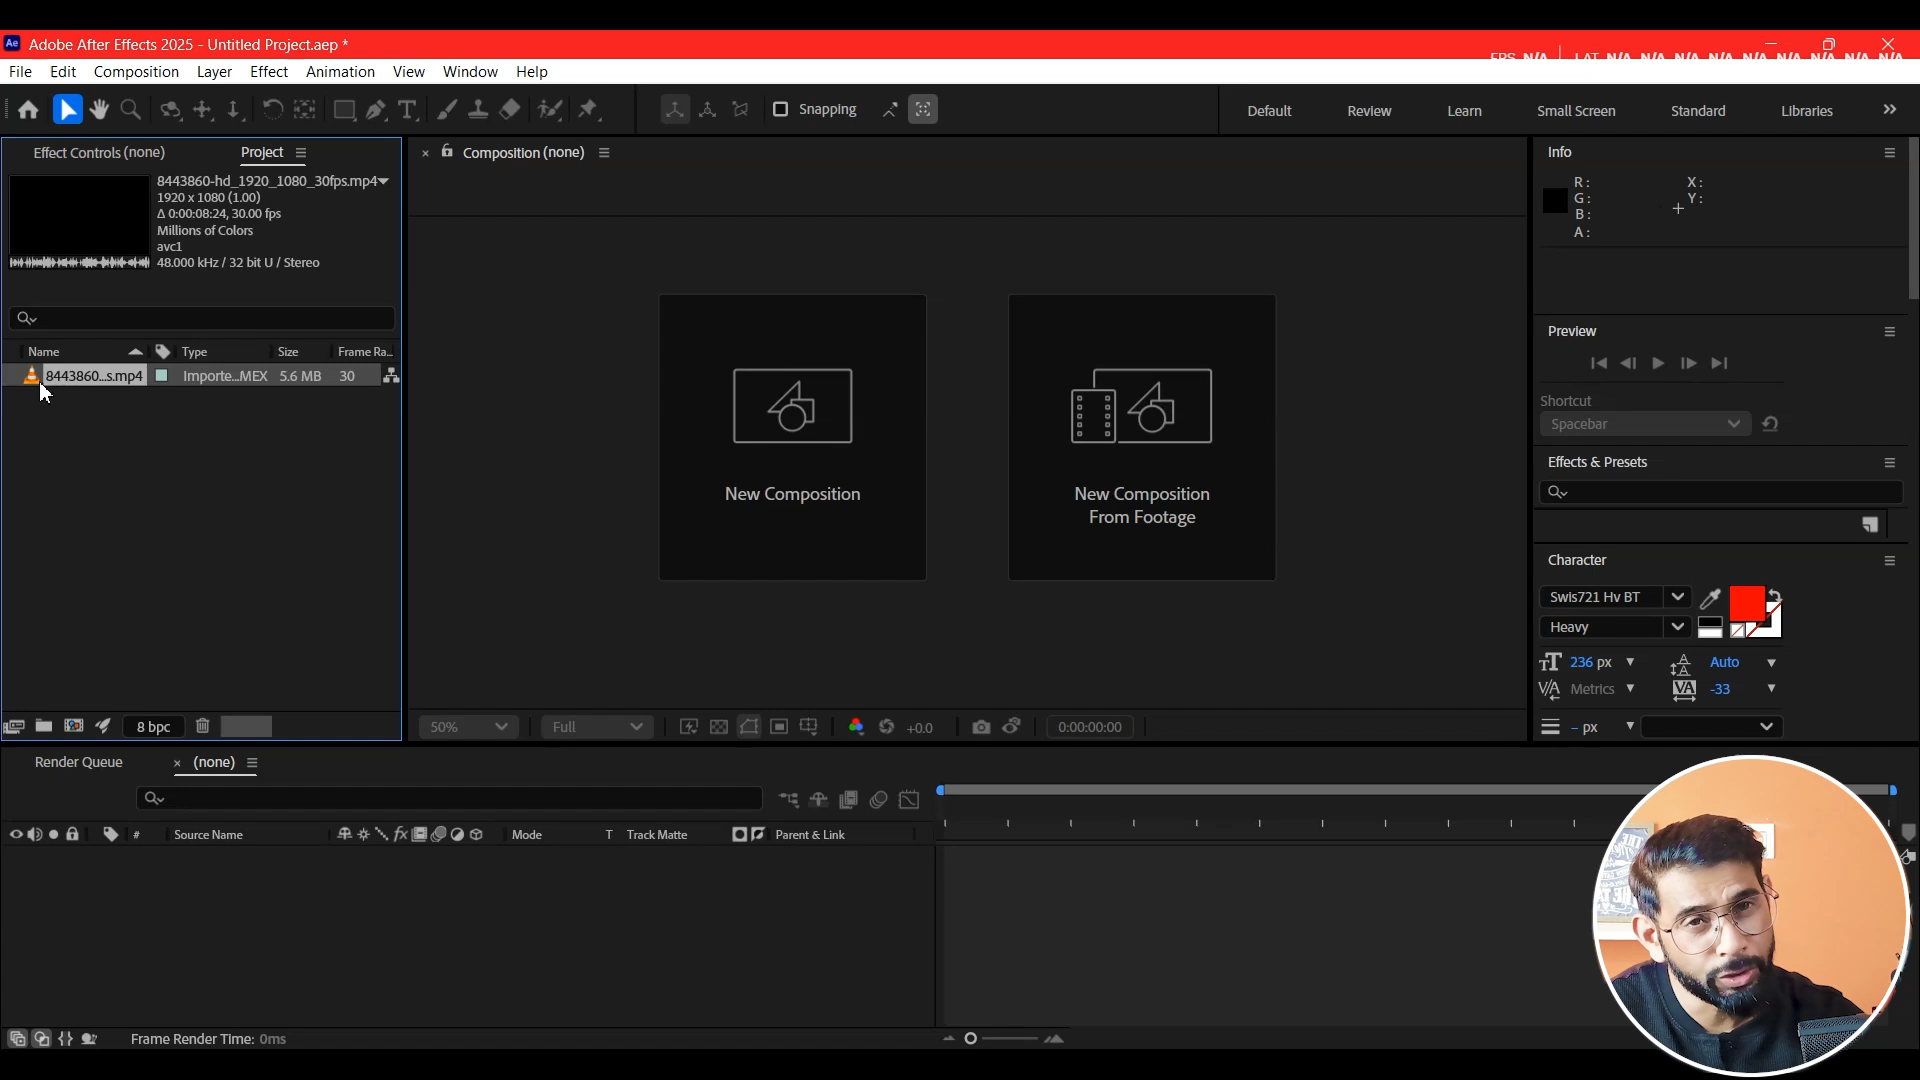 Ae Adobe After Effects 2025 - Untitled Project.aep *
FPS N/A LAT N/A N/A N/A N/A N/A N/A N/A N/A N/A
File Edit Composition Layer Effect Animation View Window Help
Snapping Default Review Learn Small Screen Standard Libraries
Effect Controls (none) Project
Composition (none)
8443860-hd_1920_1080_30fps.mp4
1920 x 1080 (1.00)
Δ 0:00:08:24, 30.00 fps
Millions of Colors
avc1
48.000 kHz / 32 bit U / Stereo
Name Type Size Frame Ra...
8443860...s.mp4 Importe...MEX 5.6 MB 30
8 bpc
New Composition
New Composition
From Footage
50% Full +0.0 0:00:00:00
Info
R: X:
G: Y:
B:
A:
Preview
Shortcut
Spacebar
Effects & Presets
Character
Swis721 Hv BT
Heavy
236 px Auto
Metrics -33
– px
Render Queue (none)
# Source Name fx Mode T Track Matte Parent & Link
Frame Render Time: 0ms